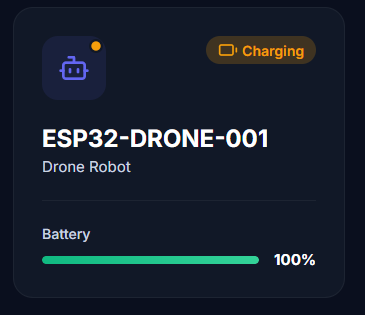 Charging
ESP32-DRONE-001
Drone Robot
Battery
100%